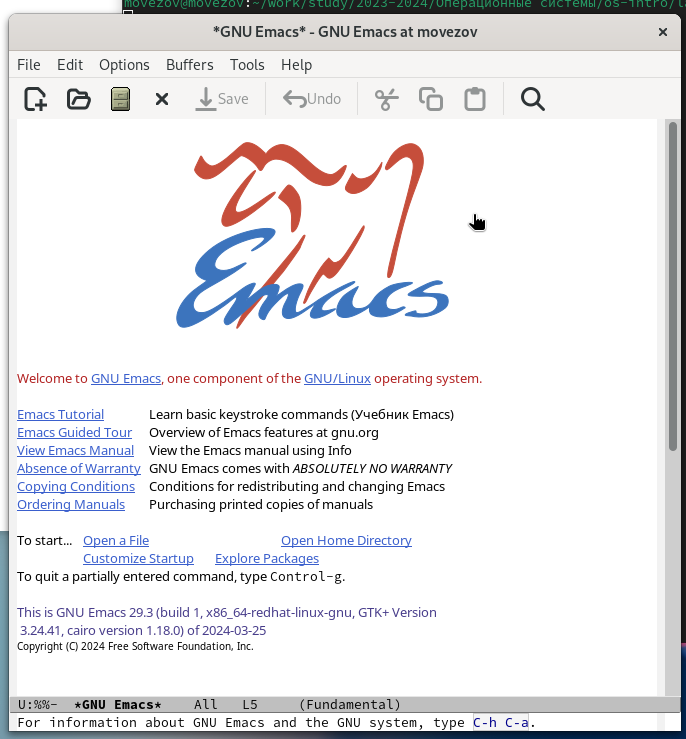 movezov@movezov:~/work/study/2023-2024/Операционные системы/os-intro/
*GNU Emacs* - GNU Emacs at movezov
File Edit Options Buffers Tools Help
Save Undo
Emacs
Welcome to GNU Emacs, one component of the GNU/Linux operating system.
Emacs Tutorial Learn basic keystroke commands (Учебник Emacs)
Emacs Guided Tour Overview of Emacs features at gnu.org
View Emacs Manual View the Emacs manual using Info
Absence of Warranty GNU Emacs comes with ABSOLUTELY NO WARRANTY
Copying Conditions Conditions for redistributing and changing Emacs
Ordering Manuals Purchasing printed copies of manuals
To start... Open a File Open Home Directory
Customize Startup Explore Packages
To quit a partially entered command, type Control-g.
This is GNU Emacs 29.3 (build 1, x86_64-redhat-linux-gnu, GTK+ Version
3.24.41, cairo version 1.18.0) of 2024-03-25
Copyright (C) 2024 Free Software Foundation, Inc.
U:%%- *GNU Emacs* All L5 (Fundamental)
For information about GNU Emacs and the GNU system, type C-h C-a.